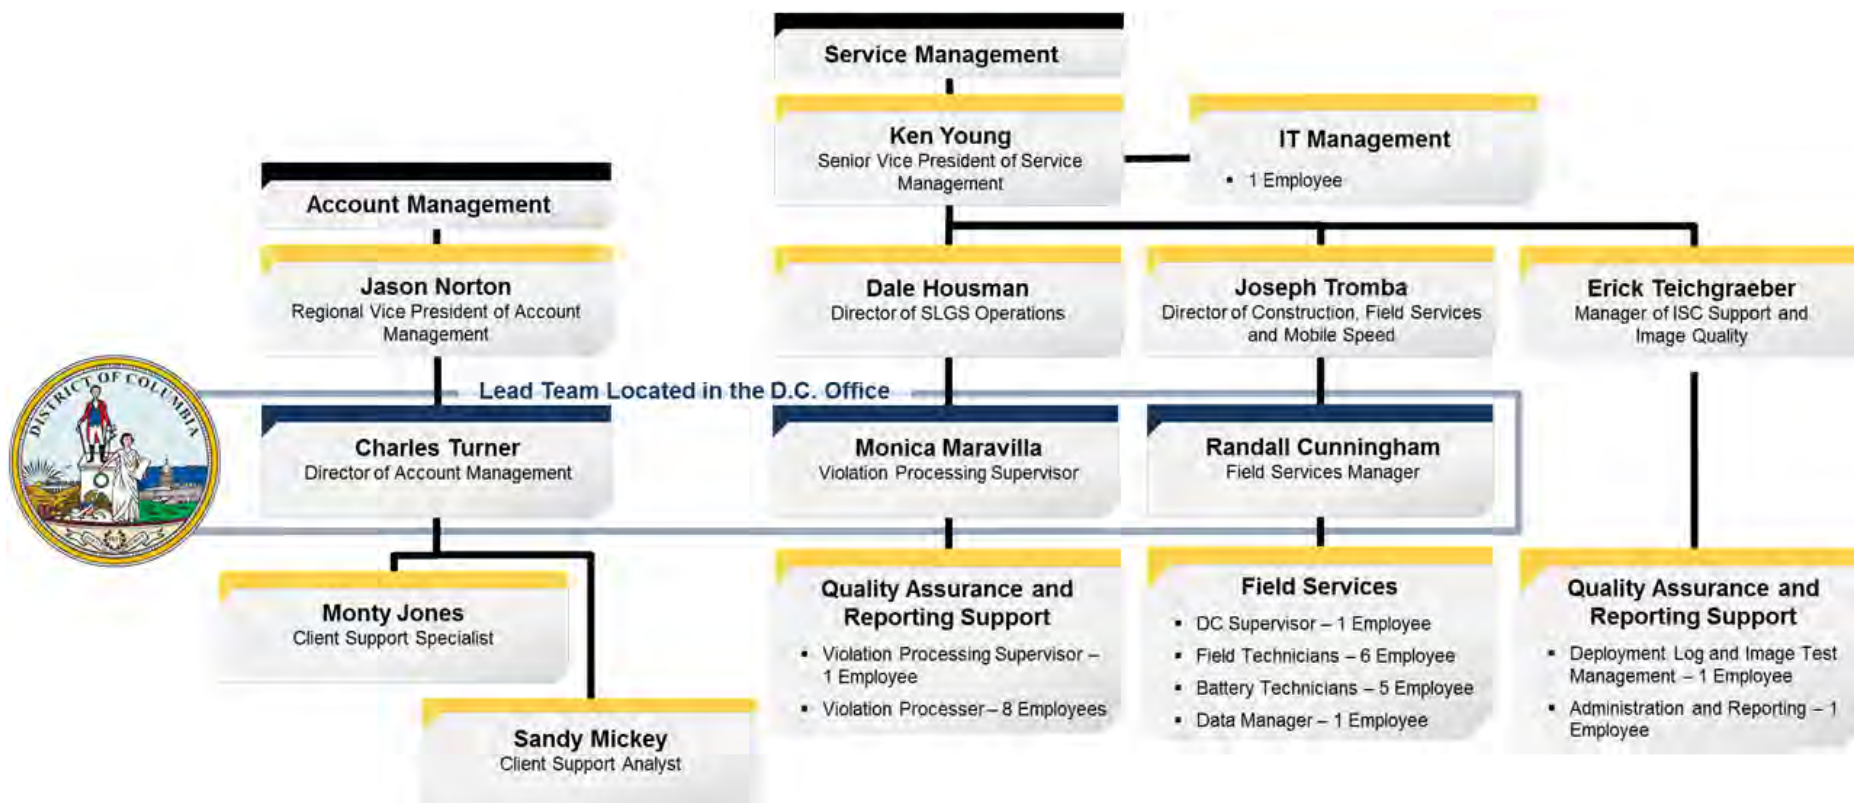 Service Management
Ken Young
Senior Vice President of Service
Management
IT Management
▪ 1 Employee
Account Management
Jason Norton
Regional Vice President of Account
Management
Dale Housman
Director of SLGS Operations
Joseph Tromba
Director of Construction, Field Services
and Mobile Speed
Erick Teichgraeber
Manager of ISC Support and
Image Quality
DISTRICT OF COLUMBIA
Lead Team Located in the D.C. Office
Charles Turner
Director of Account Management
Monica Maravilla
Violation Processing Supervisor
Randall Cunningham
Field Services Manager
Monty Jones
Client Support Specialist
Sandy Mickey
Client Support Analyst
Quality Assurance and
Reporting Support
▪ Violation Processing Supervisor –
1 Employee
▪ Violation Processer – 8 Employees
Field Services
▪ DC Supervisor – 1 Employee
▪ Field Technicians – 6 Employee
▪ Battery Technicians – 5 Employee
▪ Data Manager – 1 Employee
Quality Assurance and
Reporting Support
▪ Deployment Log and Image Test
Management – 1 Employee
▪ Administration and Reporting – 1
Employee